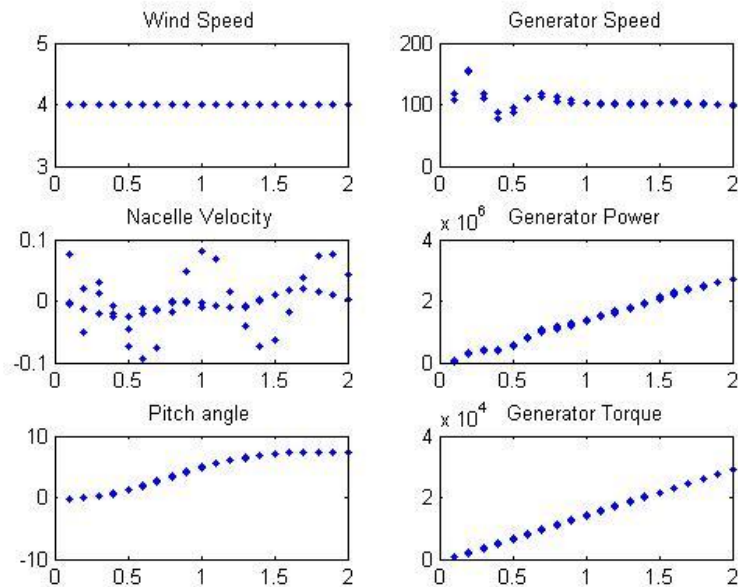 Wind Speed
5
4
3
0 0.5 1 1.5 2
Generator Speed
200
100
0
0 0.5 1 1.5 2
Nacelle Velocity
0.1
0
-0.1
0 0.5 1 1.5 2
x 10^6 Generator Power
4
2
0
0 0.5 1 1.5 2
Pitch angle
10
0
-10
0 0.5 1 1.5 2
x 10^4 Generator Torque
4
2
0
0 0.5 1 1.5 2